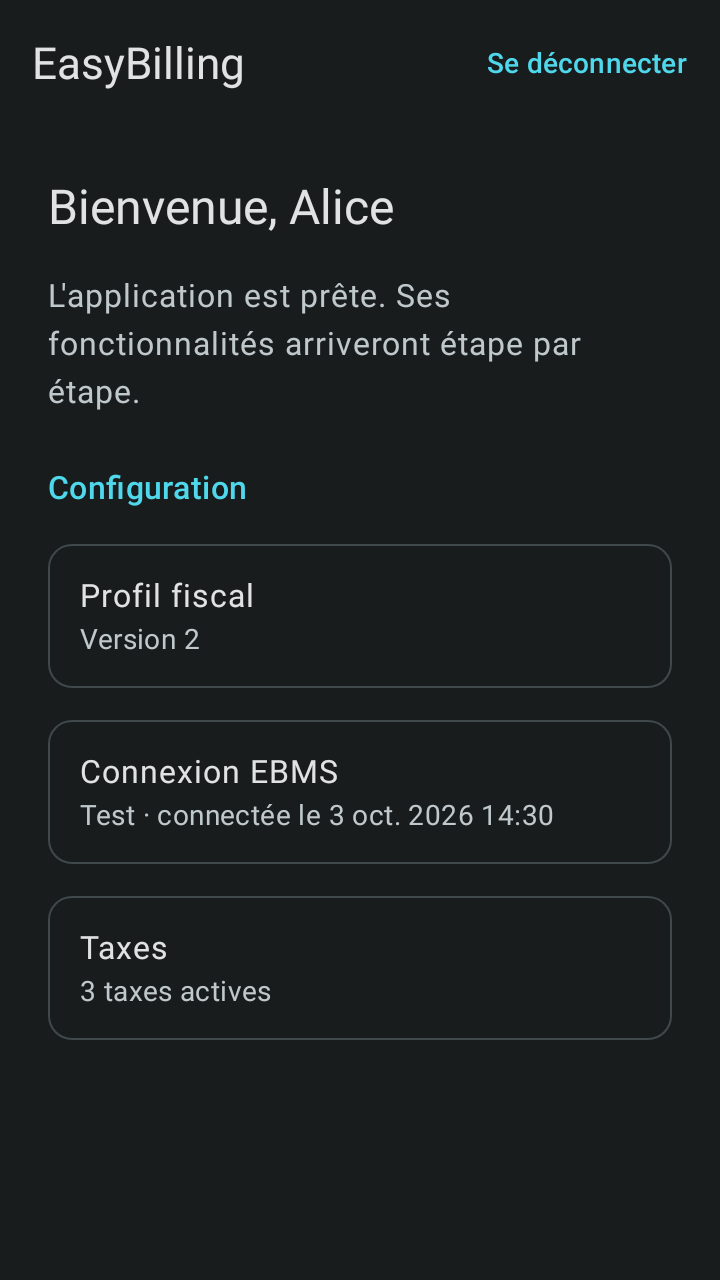 EasyBilling
Se déconnecter
Bienvenue, Alice
L'application est prête. Ses
fonctionnalités arriveront étape par
étape.
Configuration
Profil fiscal
Version 2
Connexion EBMS
Test · connectée le 3 oct. 2026 14:30
Taxes
3 taxes actives